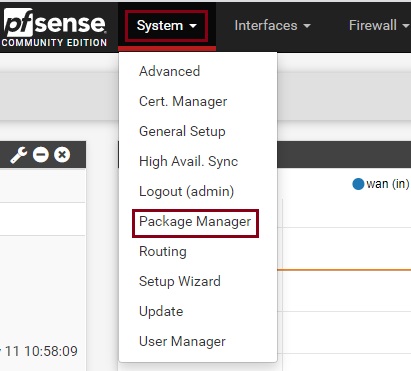 pfsense
COMMUNITY EDITION
System
Interfaces
Firewall
Advanced
Cert. Manager
General Setup
High Avail. Sync
Logout (admin)
Package Manager
Routing
Setup Wizard
Update
User Manager
wan (in)
11 10:58:09